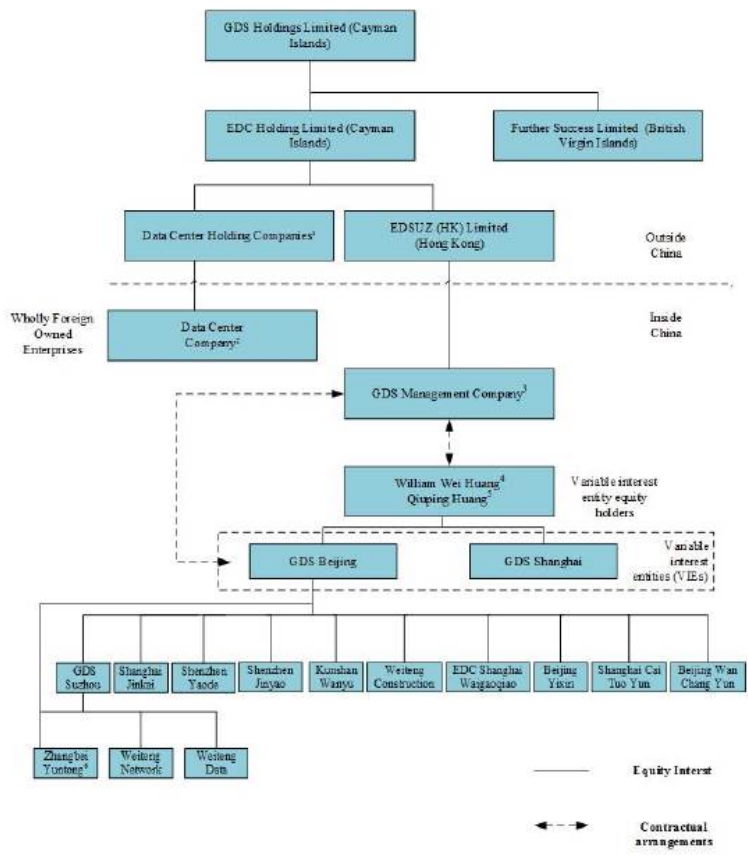 GDS Holdings Limited (Cayman
Islands)
EDC Holding Limited (Cayman
Islands)
Further Success Limited (British
Virgin Islands)
Data Center Holding Companies¹
EDSUZ (HK) Limited
(Hong Kong)
Outside
China
Wholly Foreign
Owned
Enterprises
Data Center
Company²
Inside
China
GDS Management Company³
William Wei Huang⁴
Qiuping Huang⁵
Variable interest
entity equity
holders
GDS Beijing
GDS Shanghai
Variable
interest
entities (VIEs)
GDS
Suzhou
Shanghai
Jinkai
Shenzhen
Yaode
Shenzhen
Jinyao
Kunshan
Wanyu
Weiteng
Construction
EDC Shanghai
Waigaoqiao
Beijing
Yixin
Shanghai Cai
Tuo Yun
Beijing Wan
Chang Yun
Zhangbei
Yuntong⁶
Weiteng
Network
Weiteng
Data
Equity Interst
Contractual
arrangements